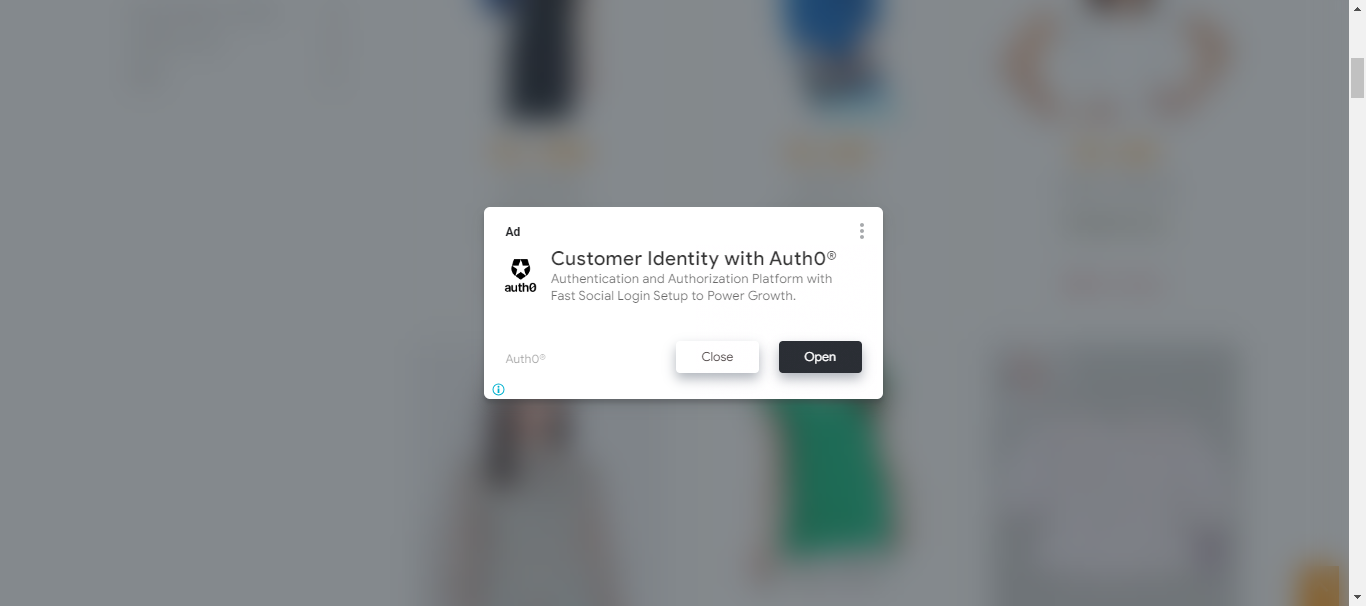 Ad
Customer Identity with Auth0®
Authentication and Authorization Platform with
Fast Social Login Setup to Power Growth.
auth0
Auth0®
Close
Open